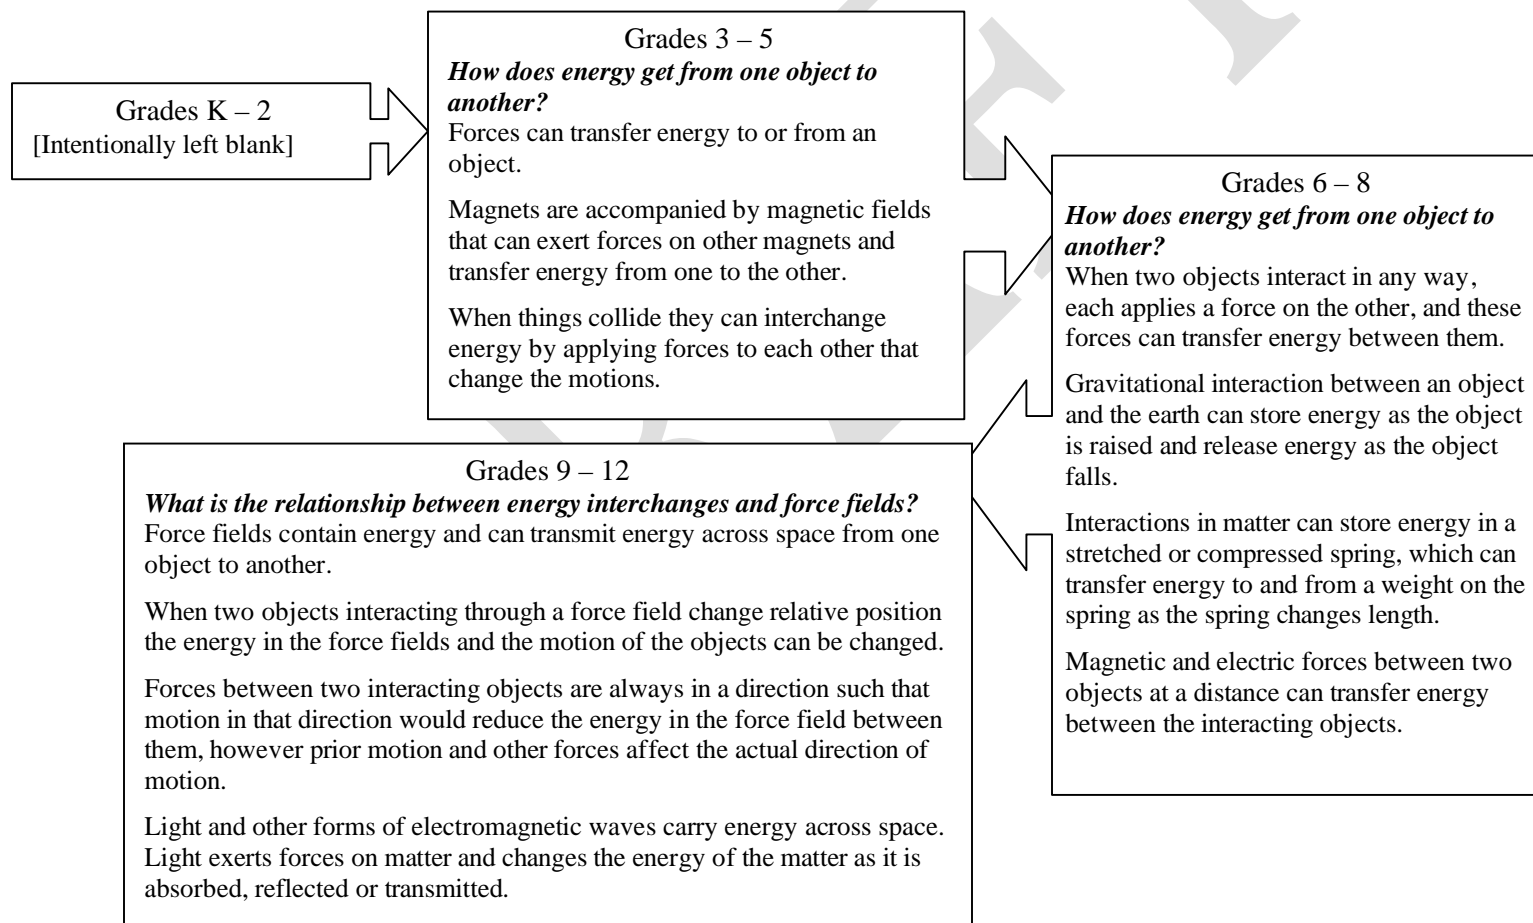 Grades K – 2
[Intentionally left blank]
Grades 3 – 5
How does energy get from one object to
another?
Forces can transfer energy to or from an
object.
Magnets are accompanied by magnetic fields
that can exert forces on other magnets and
transfer energy from one to the other.
When things collide they can interchange
energy by applying forces to each other that
change the motions.
Grades 6 – 8
How does energy get from one object to
another?
When two objects interact in any way,
each applies a force on the other, and these
forces can transfer energy between them.
Gravitational interaction between an object
and the earth can store energy as the object
is raised and release energy as the object
falls.
Interactions in matter can store energy in a
stretched or compressed spring, which can
transfer energy to and from a weight on the
spring as the spring changes length.
Magnetic and electric forces between two
objects at a distance can transfer energy
between the interacting objects.
Grades 9 – 12
What is the relationship between energy interchanges and force fields?
Force fields contain energy and can transmit energy across space from one
object to another.
When two objects interacting through a force field change relative position
the energy in the force fields and the motion of the objects can be changed.
Forces between two interacting objects are always in a direction such that
motion in that direction would reduce the energy in the force field between
them, however prior motion and other forces affect the actual direction of
motion.
Light and other forms of electromagnetic waves carry energy across space.
Light exerts forces on matter and changes the energy of the matter as it is
absorbed, reflected or transmitted.